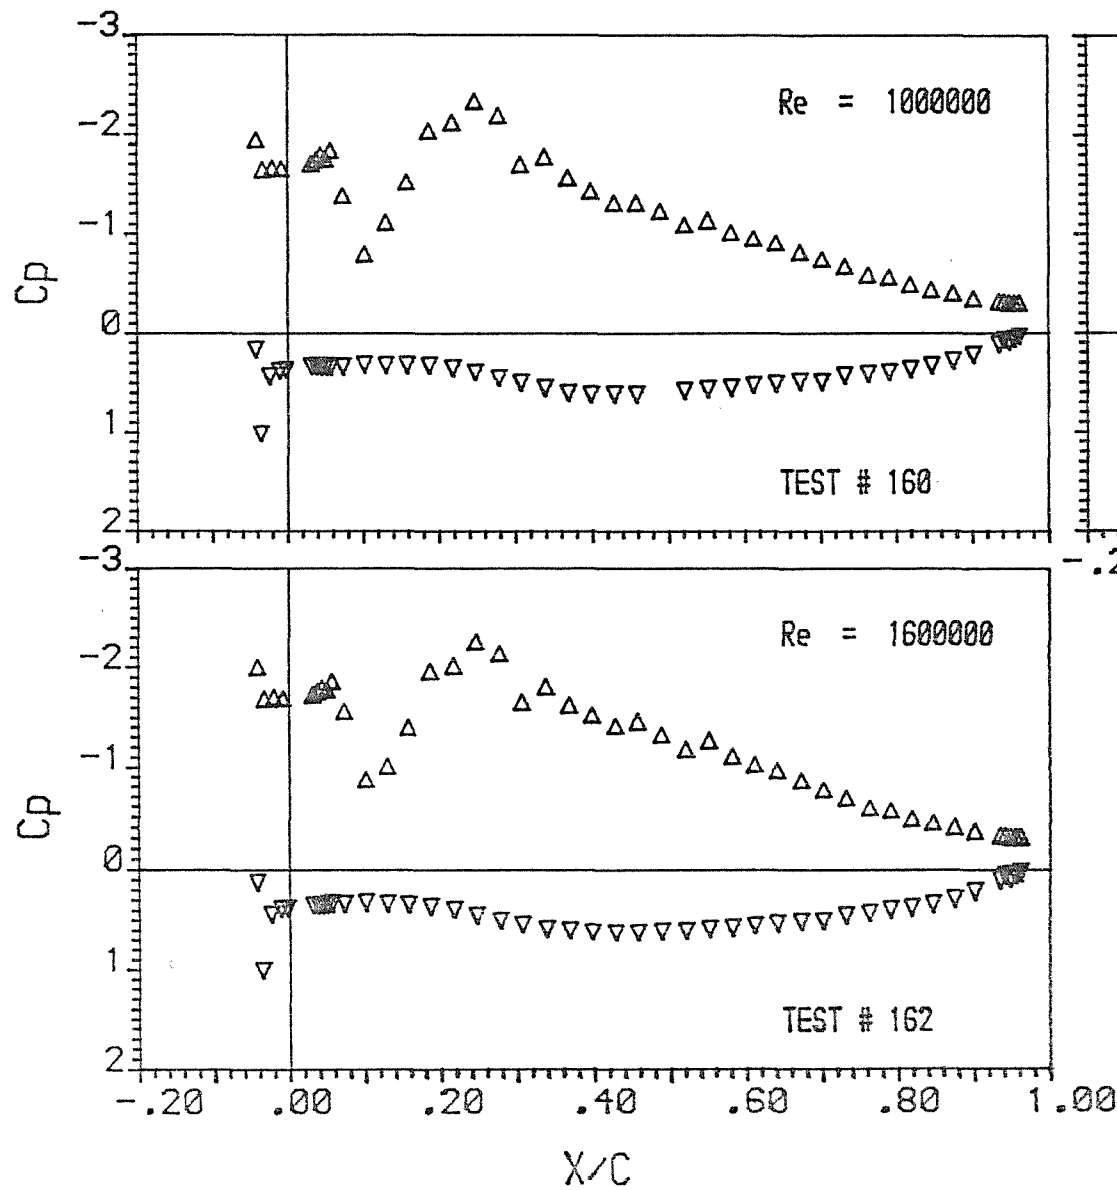 -3
Re = 1000000
-2
-1
Cp
0
1
TEST # 160
2
-3
-.2
Re = 1600000
-2
-1
Cp
0
1
TEST # 162
2
-.20 .00 .20 .40 .60 .80 1.00
X/C